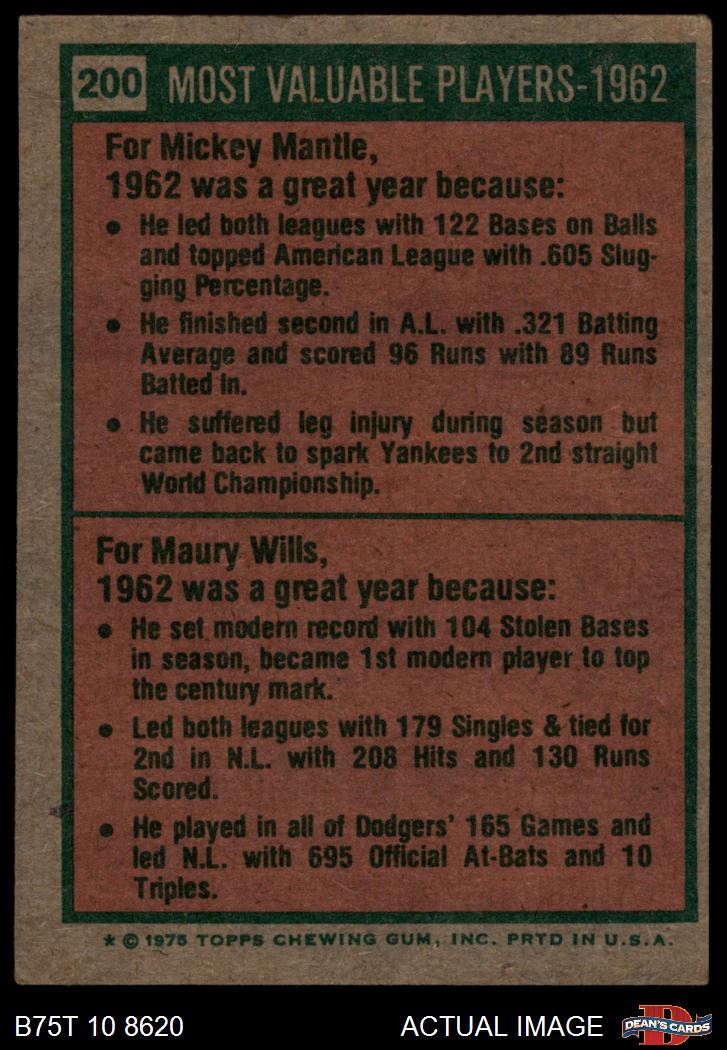 200 MOST VALUABLE PLAYERS-1962
For Mickey Mantle,
1962 was a great year because:
• He led both leagues with 122 Bases on Balls
and topped American League with .605 Slug-
ging Percentage.
• He finished second in A.L. with .321 Batting
Average and scored 96 Runs with 89 Runs
Batted In.
• He suffered leg injury during season but
came back to spark Yankees to 2nd straight
World Championship.
For Maury Wills,
1962 was a great year because:
• He set modern record with 104 Stolen Bases
in season, became 1st modern player to top
the century mark.
• Led both leagues with 179 Singles & tied for
2nd in N.L. with 208 Hits and 130 Runs
Scored.
• He played in all of Dodgers' 165 Games and
led N.L. with 695 Official At-Bats and 10
Triples.
* © 1975 TOPPS CHEWING GUM, INC. PRTD IN U.S.A.
B75T 10 8620 ACTUAL IMAGE D DEAN'S CARDS